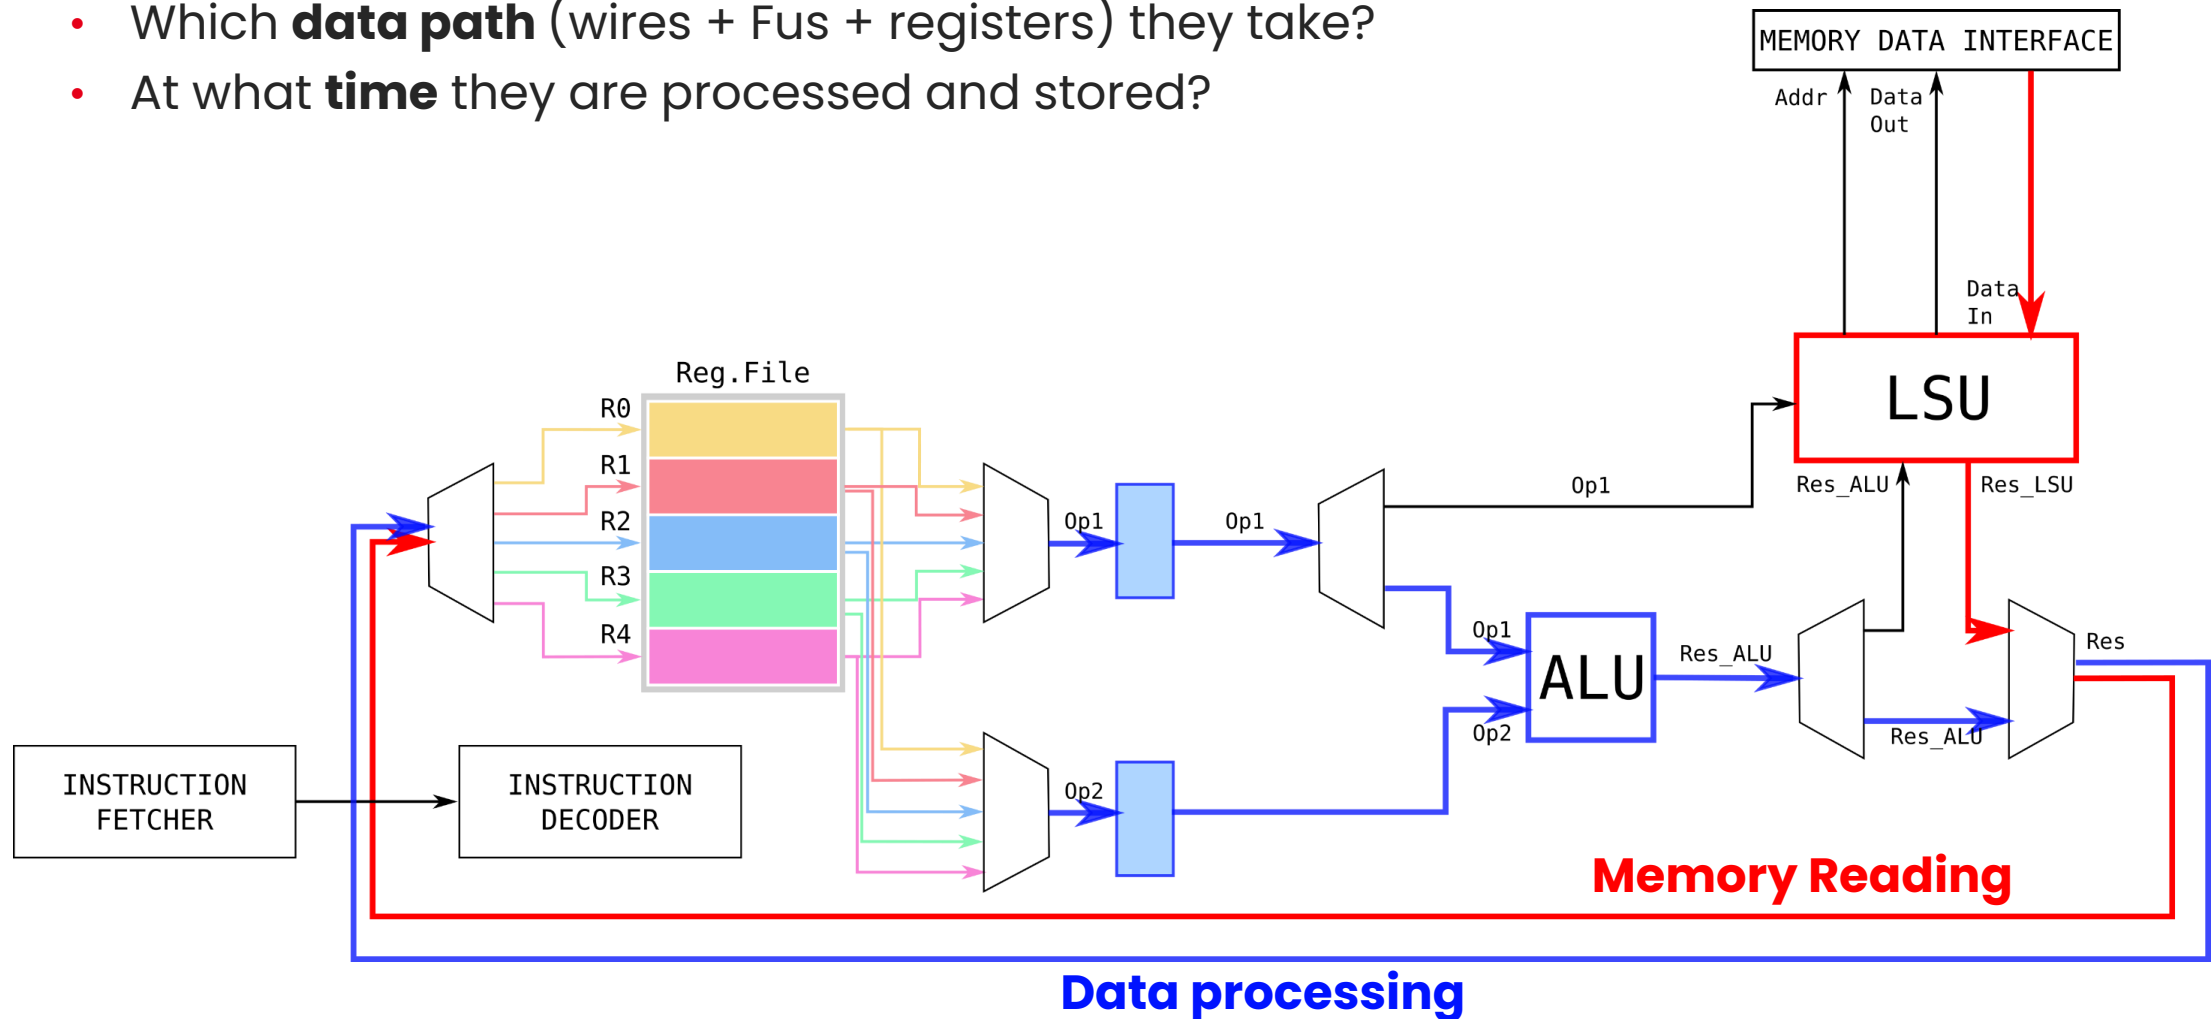 • Which data path (wires + Fus + registers) they take?
• At what time they are processed and stored?
MEMORY DATA INTERFACE
Addr
Data
Out
Data
In
LSU
Reg.File
R0
R1
R2
R3
R4
Op1
Op1
Op1
Res_ALU
Res_LSU
Op1
ALU
Op2
Res_ALU
Res_ALU
Res
INSTRUCTION
FETCHER
INSTRUCTION
DECODER
Op2
Memory Reading
Data processing